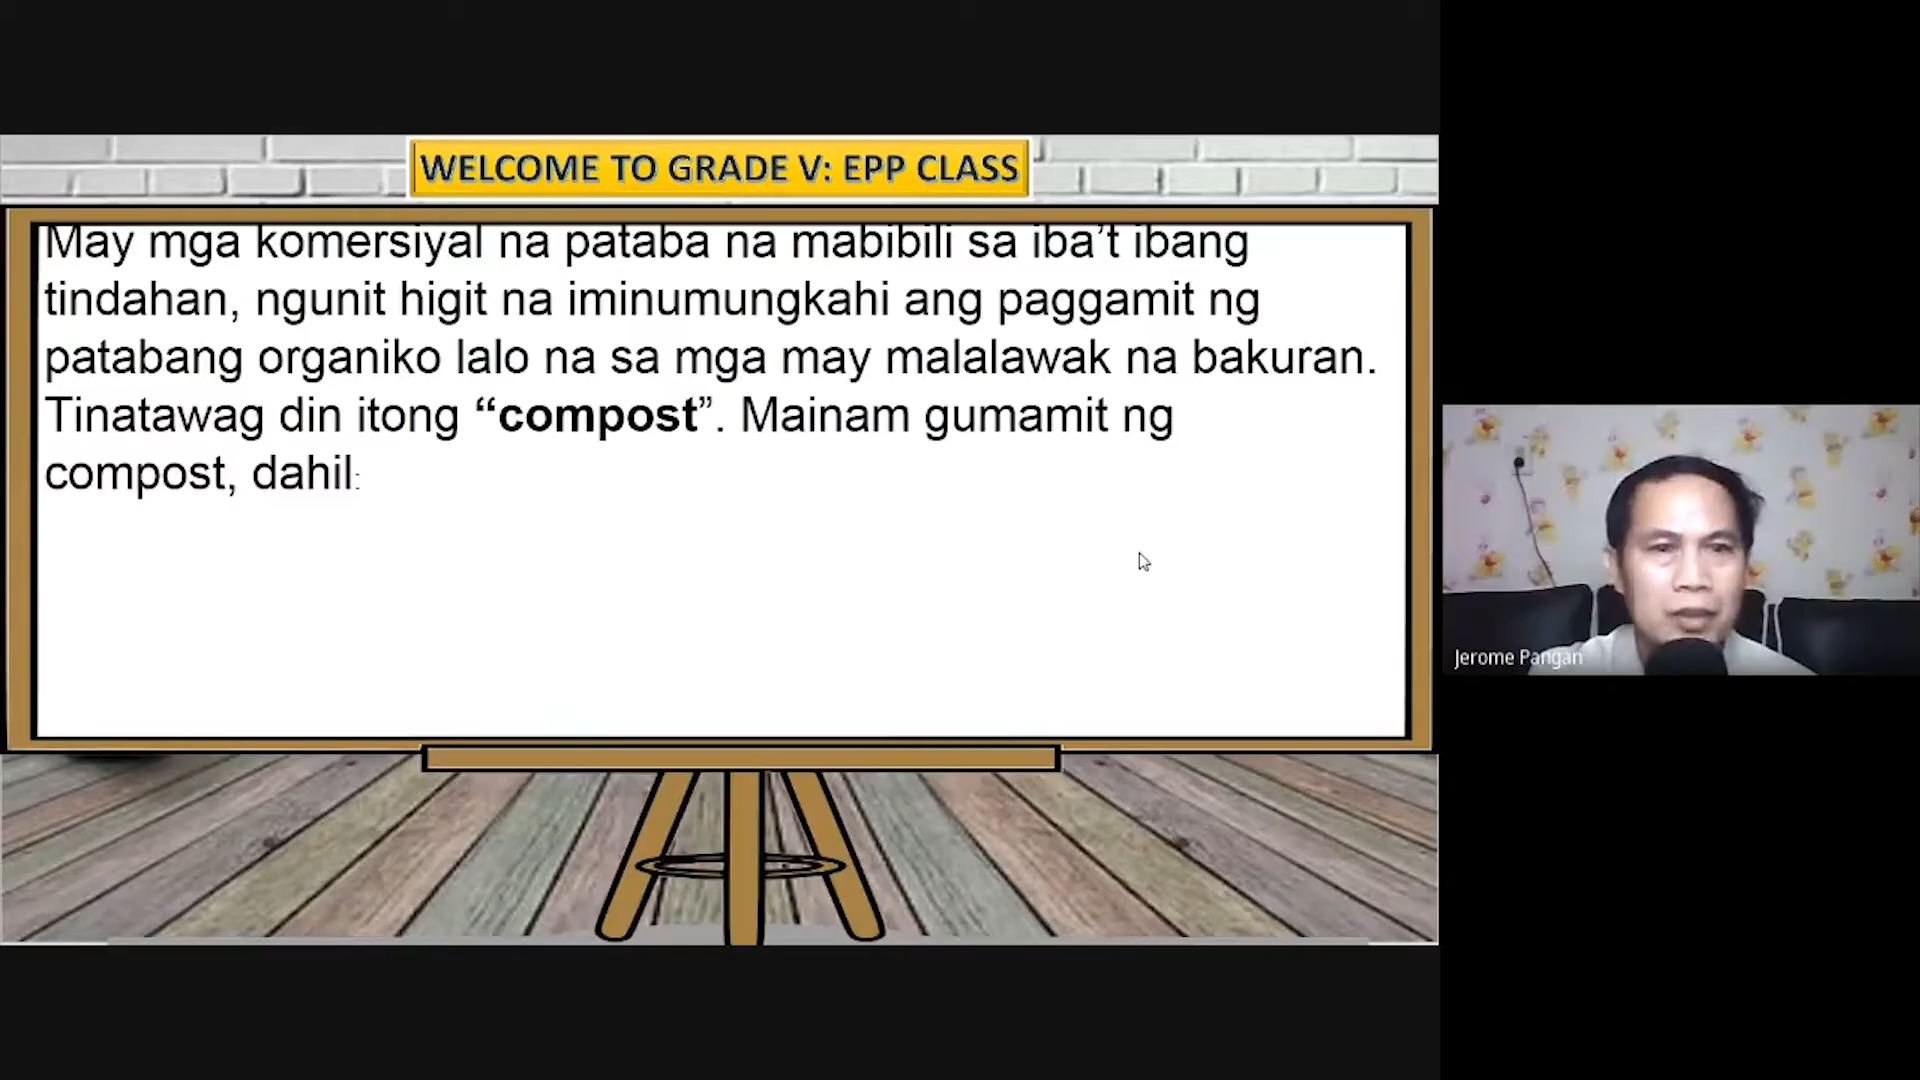 WELCOME TO GRADE V: EPP CLASS
May mga komersiyal na pataba na mabibili sa iba’t ibang
tindahan, ngunit higit na iminumungkahi ang paggamit ng
patabang organiko lalo na sa mga may malalawak na bakuran.
Tinatawag din itong “compost”. Mainam gumamit ng
compost, dahil:
Jerome Pangan